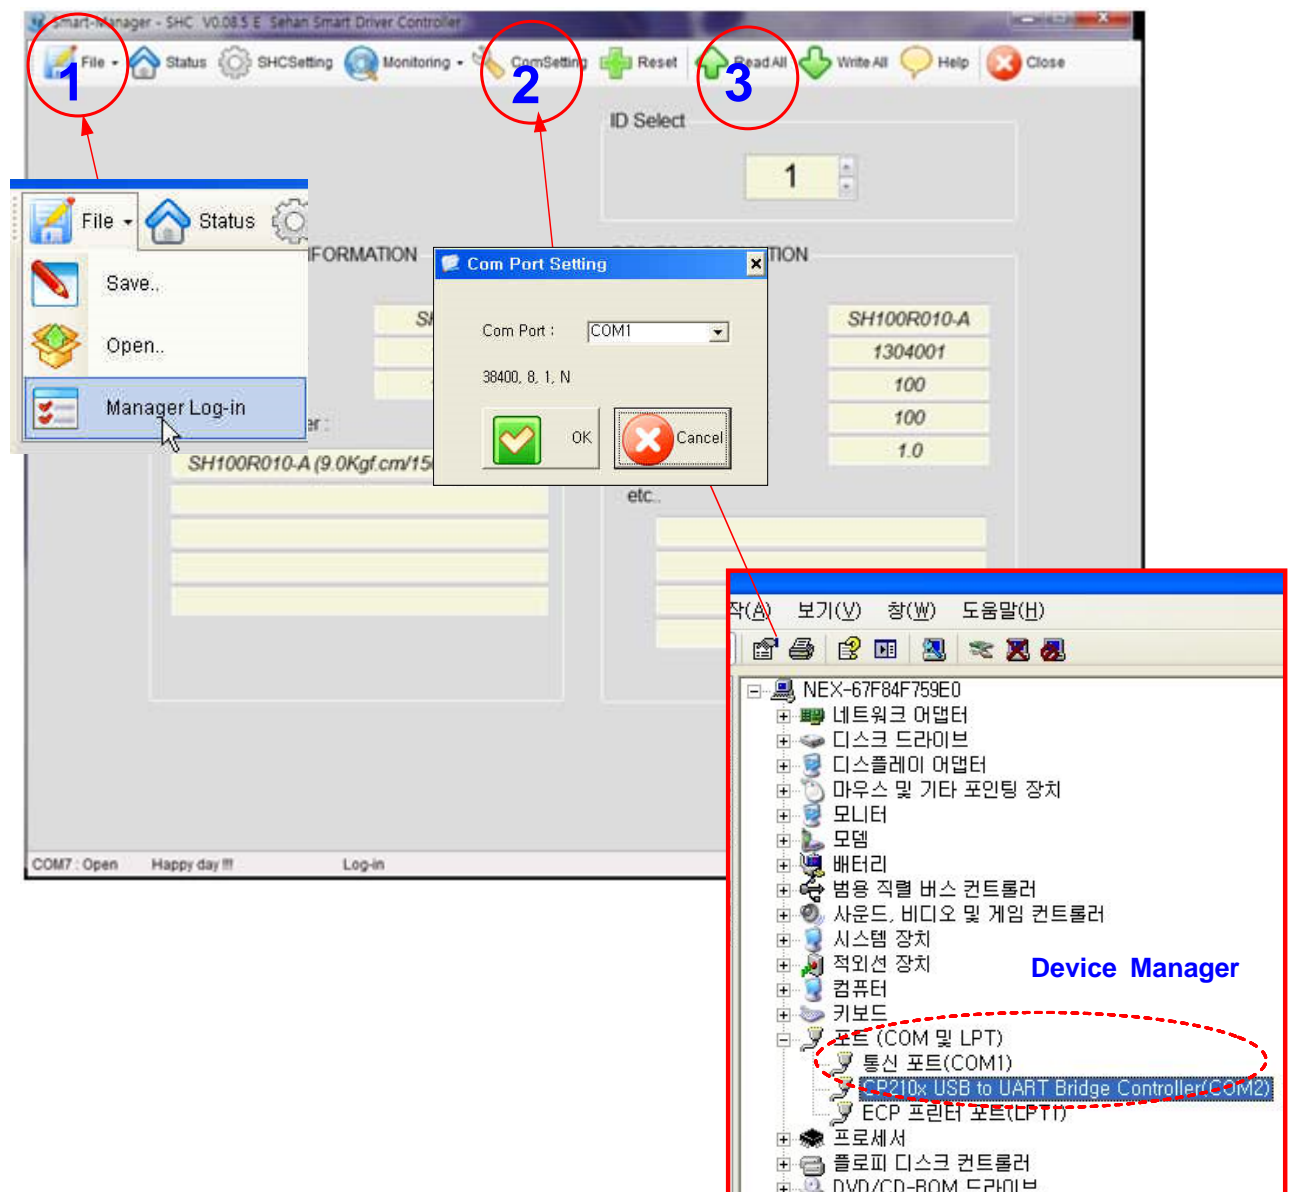 Smart-Manager - SHC V0.08.5 E Sehan Smart Driver Controller
File Status SHCSetting Monitoring ComSetting Reset Read All Write All Help Close
1 2 3
ID Select
1
File Status
Save..
Open..
Manager Log-in
FORMATION
TION
Com Port Setting
Com Port :
COM1
38400, 8, 1, N
OK
Cancel
SH
er :
SH100R010-A (9.0Kgf.cm/15
SH100R010-A
1304001
100
100
1.0
etc..
COM7 : Open Happy day !!! Log-in
작(A) 보기(V) 창(W) 도움말(H)
NEX-67F84F759E0
네트워크 어댑터
디스크 드라이브
디스플레이 어댑터
마우스 및 기타 포인팅 장치
모니터
모뎀
배터리
범용 직렬 버스 컨트롤러
사운드, 비디오 및 게임 컨트롤러
시스템 장치
적외선 장치
Device Manager
컴퓨터
키보드
포트 (COM 및 LPT)
통신 포트(COM1)
CP210x USB to UART Bridge Controller(COM2)
ECP 프린터 포트(LPT1)
프로세서
플로피 디스크 컨트롤러
DVD/CD-ROM 드라이브